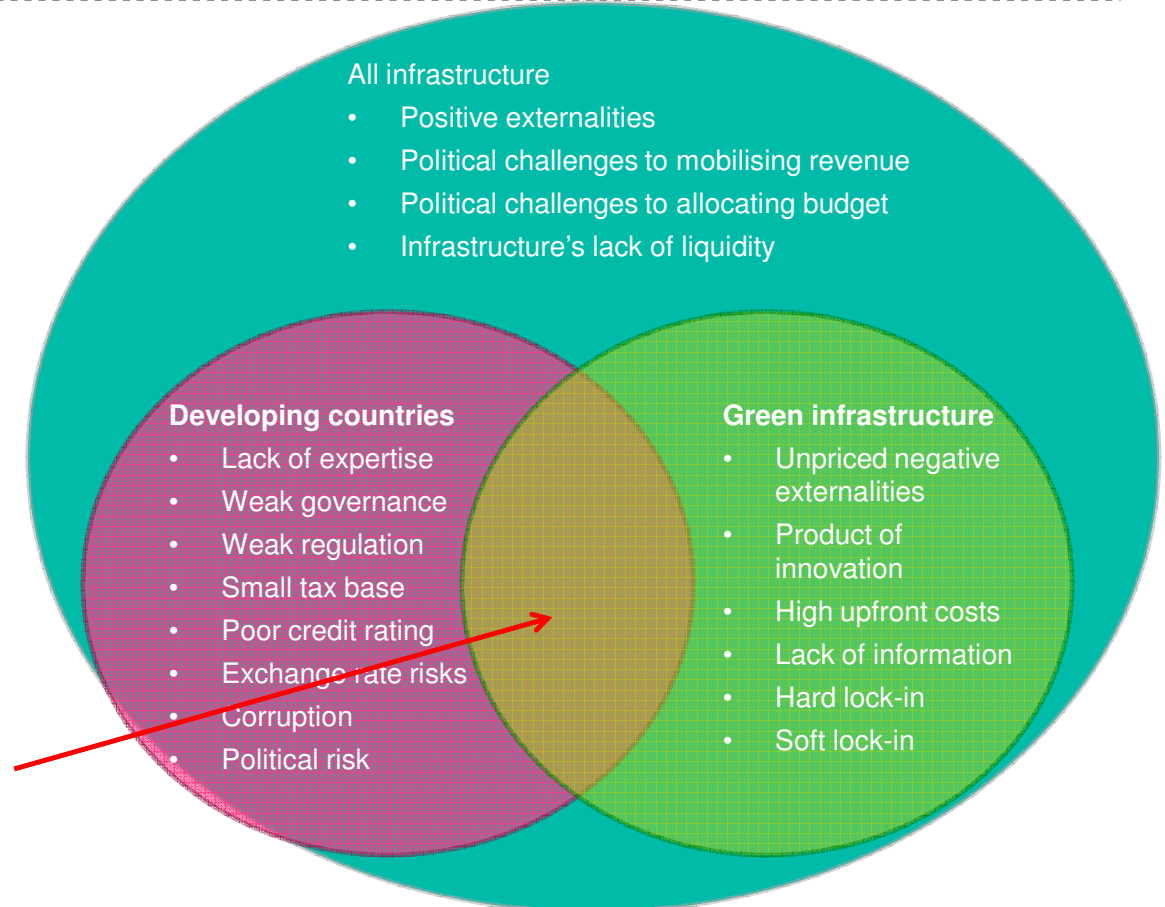 All infrastructure
• Positive externalities
• Political challenges to mobilising revenue
• Political challenges to allocating budget
• Infrastructure's lack of liquidity
Developing countries
• Lack of expertise
• Weak governance
• Weak regulation
• Small tax base
• Poor credit rating
• Exchange rate risks
• Corruption
• Political risk
Green infrastructure
• Unpriced negative
externalities
• Product of
innovation
• High upfront costs
• Lack of information
• Hard lock-in
• Soft lock-in